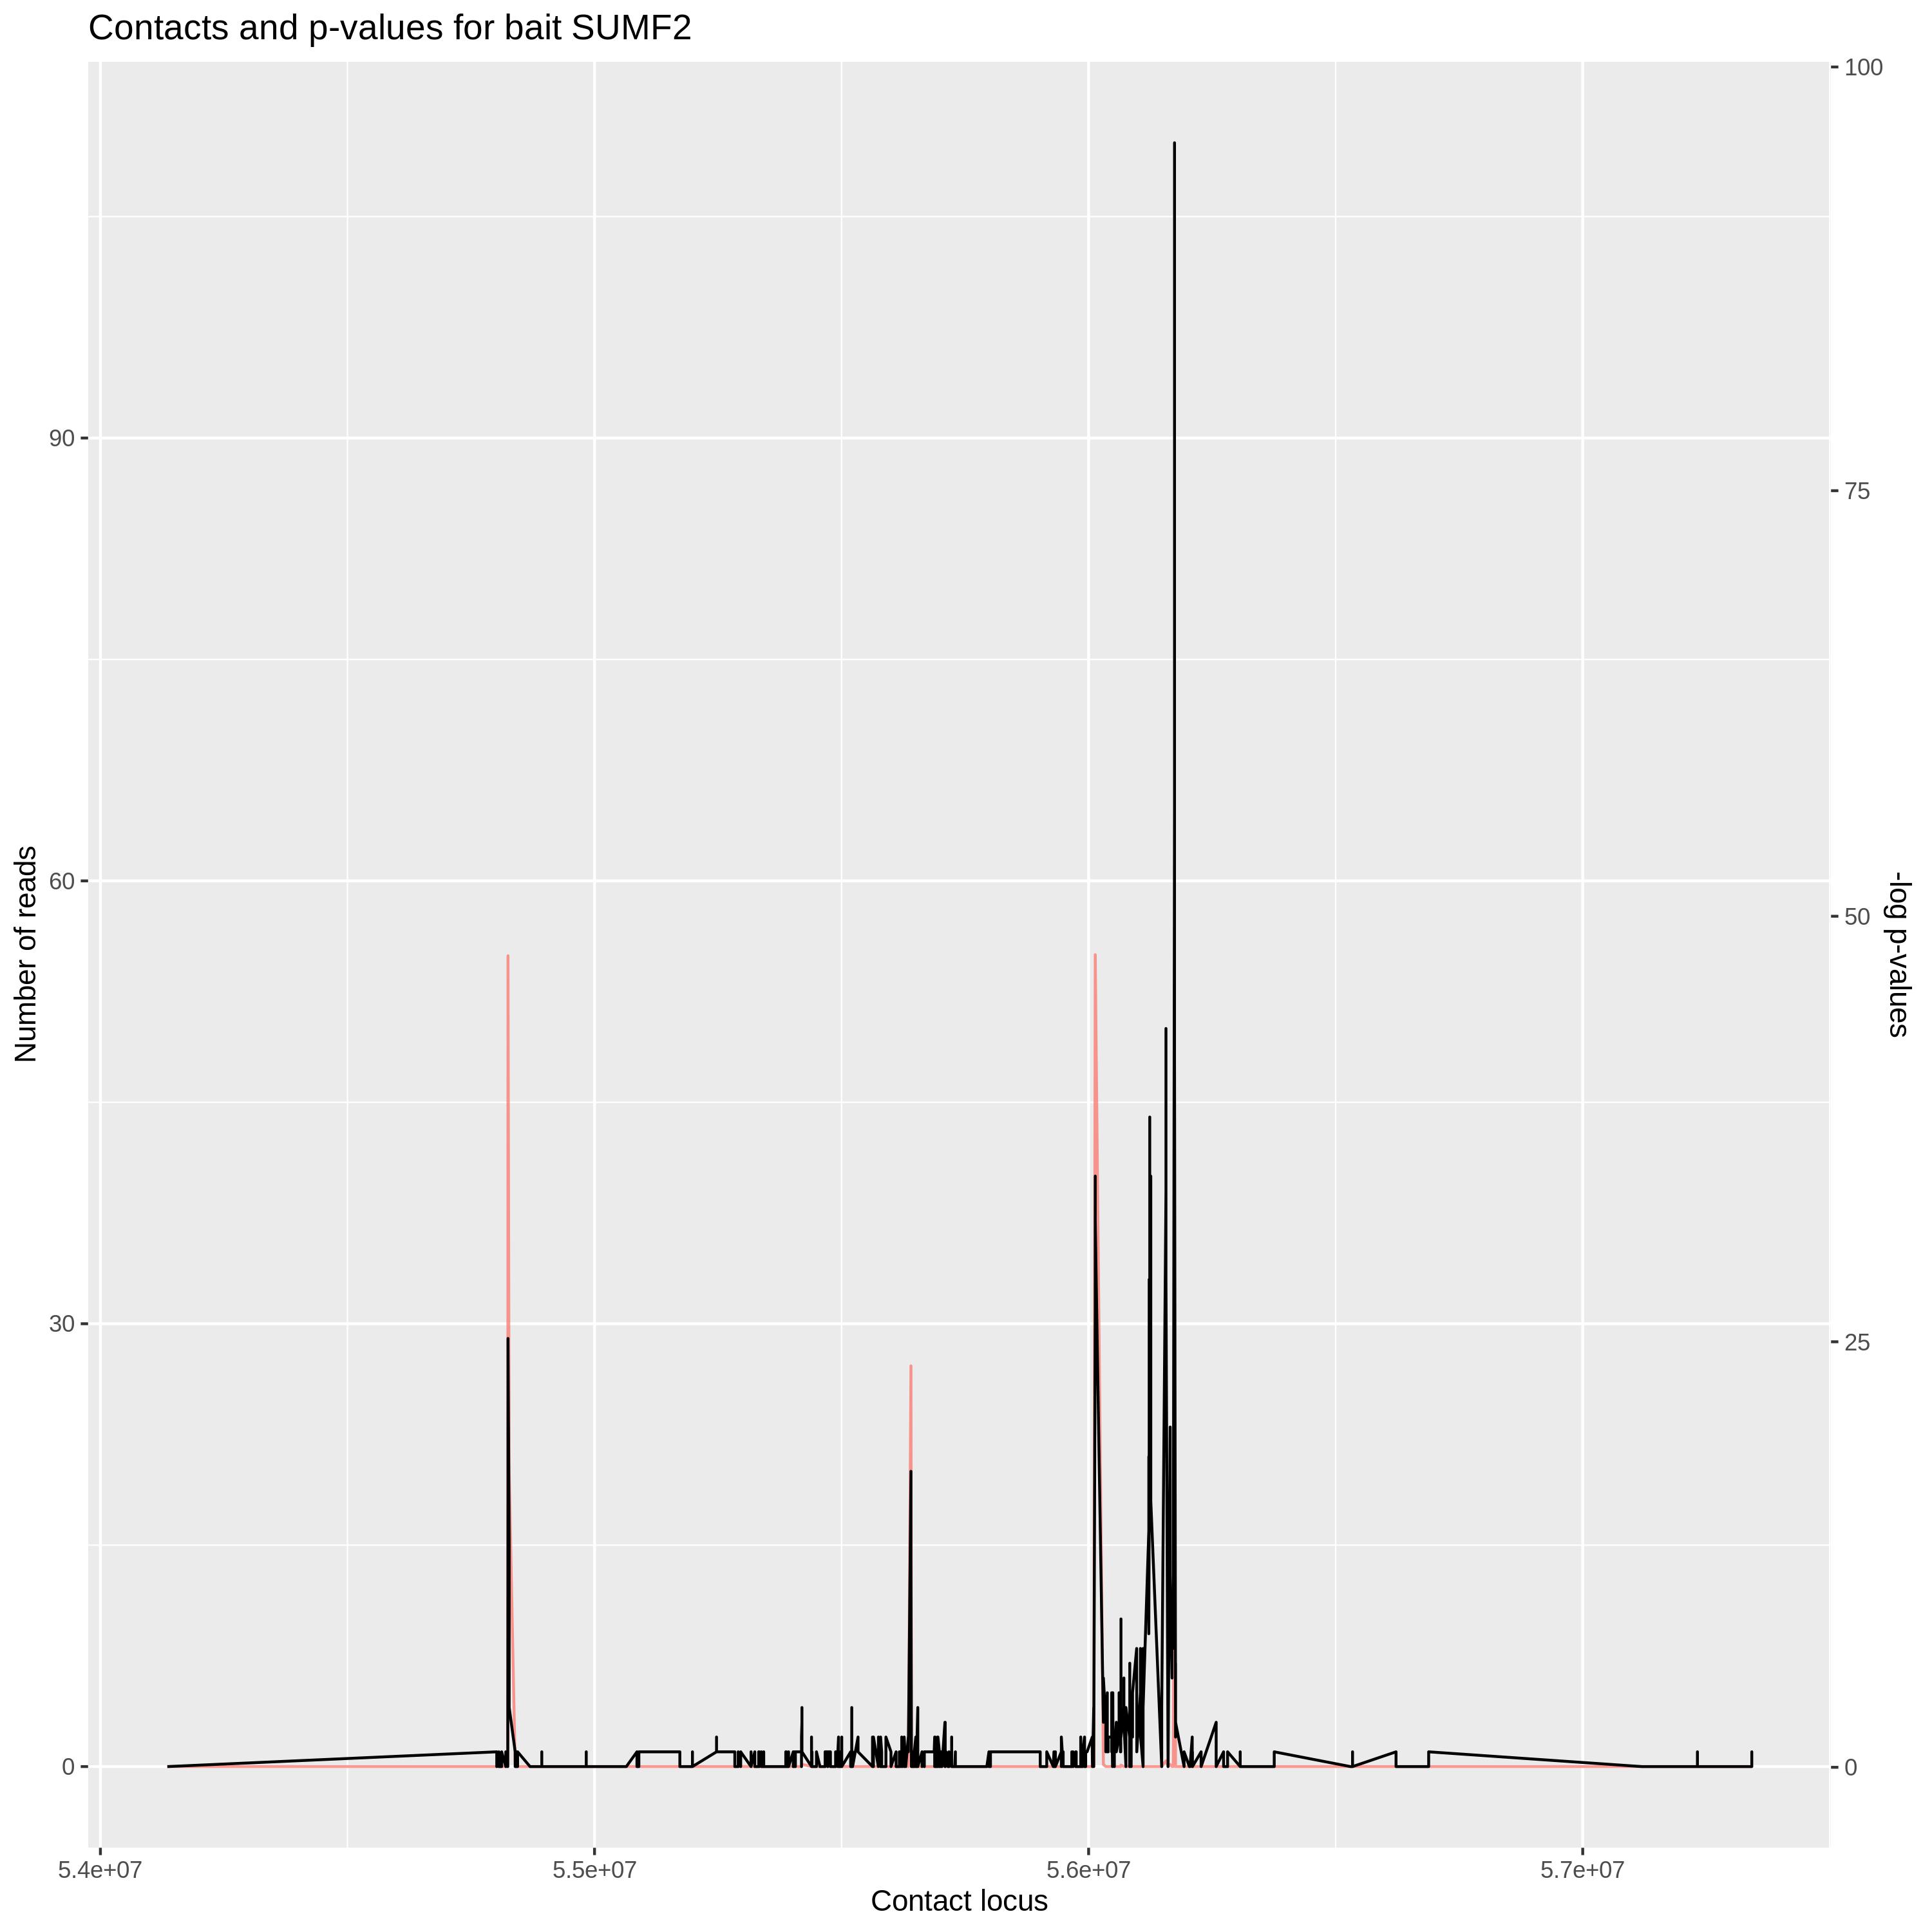 Contacts and p-values for bait SUMF2
100
90
75
60
50
30
25
0
0
Number of reads
-log p-values
5.4e+07
5.5e+07
5.6e+07
5.7e+07
Contact locus